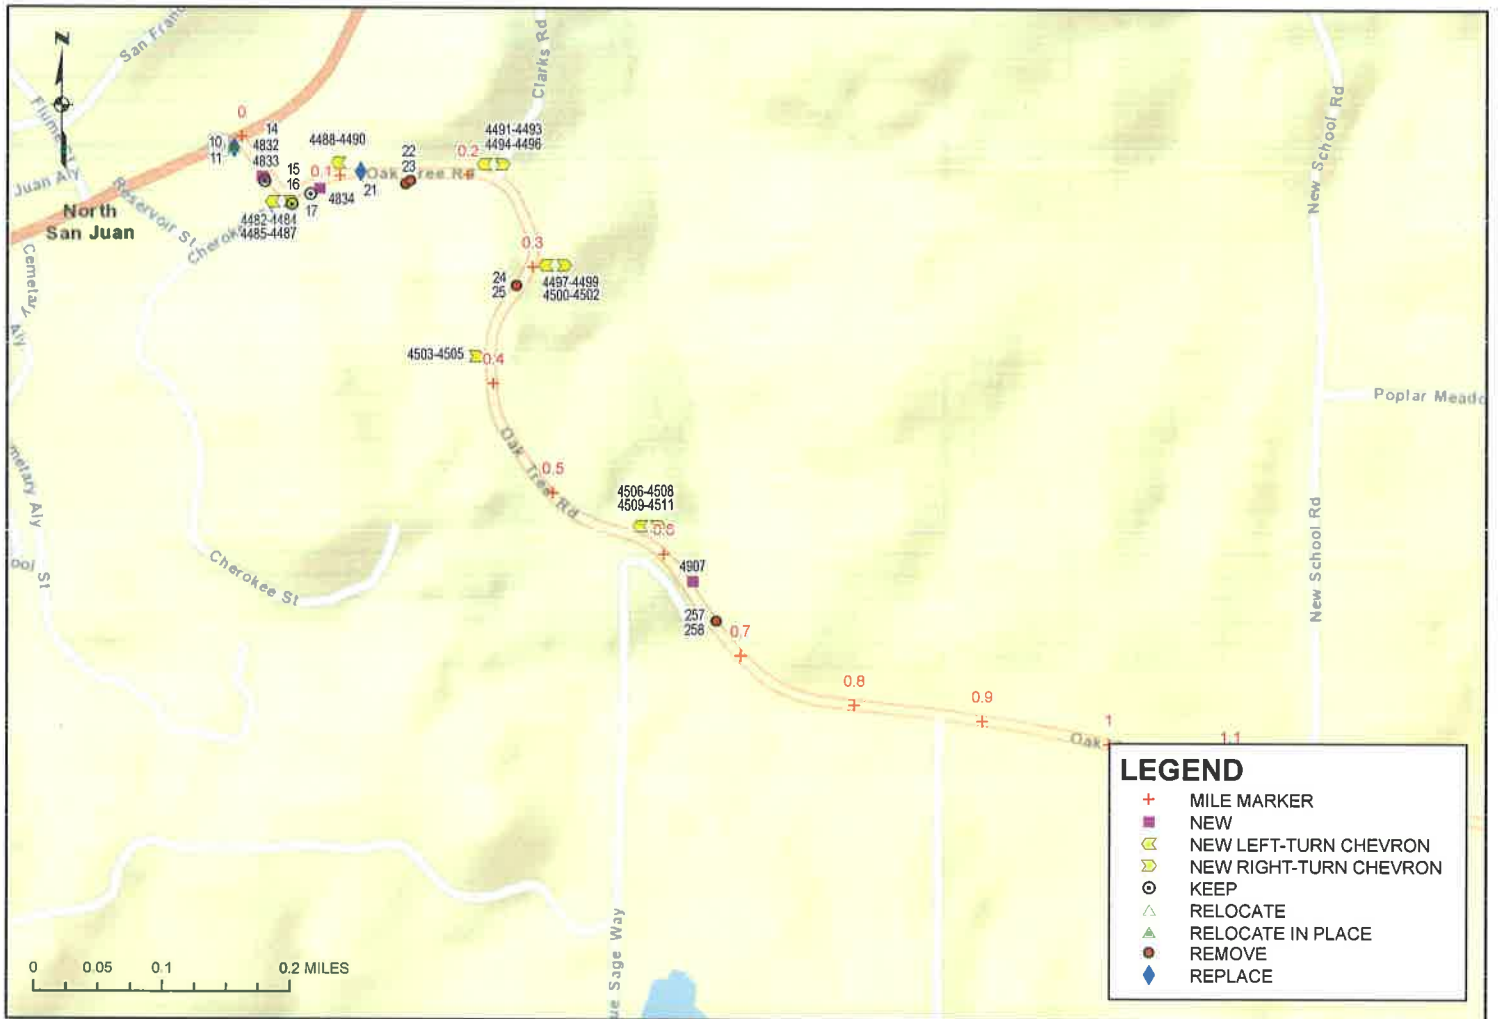 N
San Franc
Clarks Rd
New School Rd
Flume St
0
14
10
11
4832
4833
4488-4490
22
23
4491-4493
4494-4496
0.2
15
16
0.1
Oak Tree Rd
21
4834
17
Juan Aly
Reservoir St
North
San Juan
4482-4484
4485-4487
Cherokee
Cemetary
Aly
0.3
24
25
4497-4499
4500-4502
4503-4505
0.4
Poplar Meado
Oak Tree Rd
0.5
4506-4508
4509-4511
0.6
metary Aly
ool St
Cherokee St
4907
257
258
0.7
New School Rd
0.8
0.9
1
1.1
Oak
LEGEND
MILE MARKER
NEW
NEW LEFT-TURN CHEVRON
NEW RIGHT-TURN CHEVRON
KEEP
RELOCATE
RELOCATE IN PLACE
REMOVE
REPLACE
ue Sage Way
0 0.05 0.1 0.2 MILES